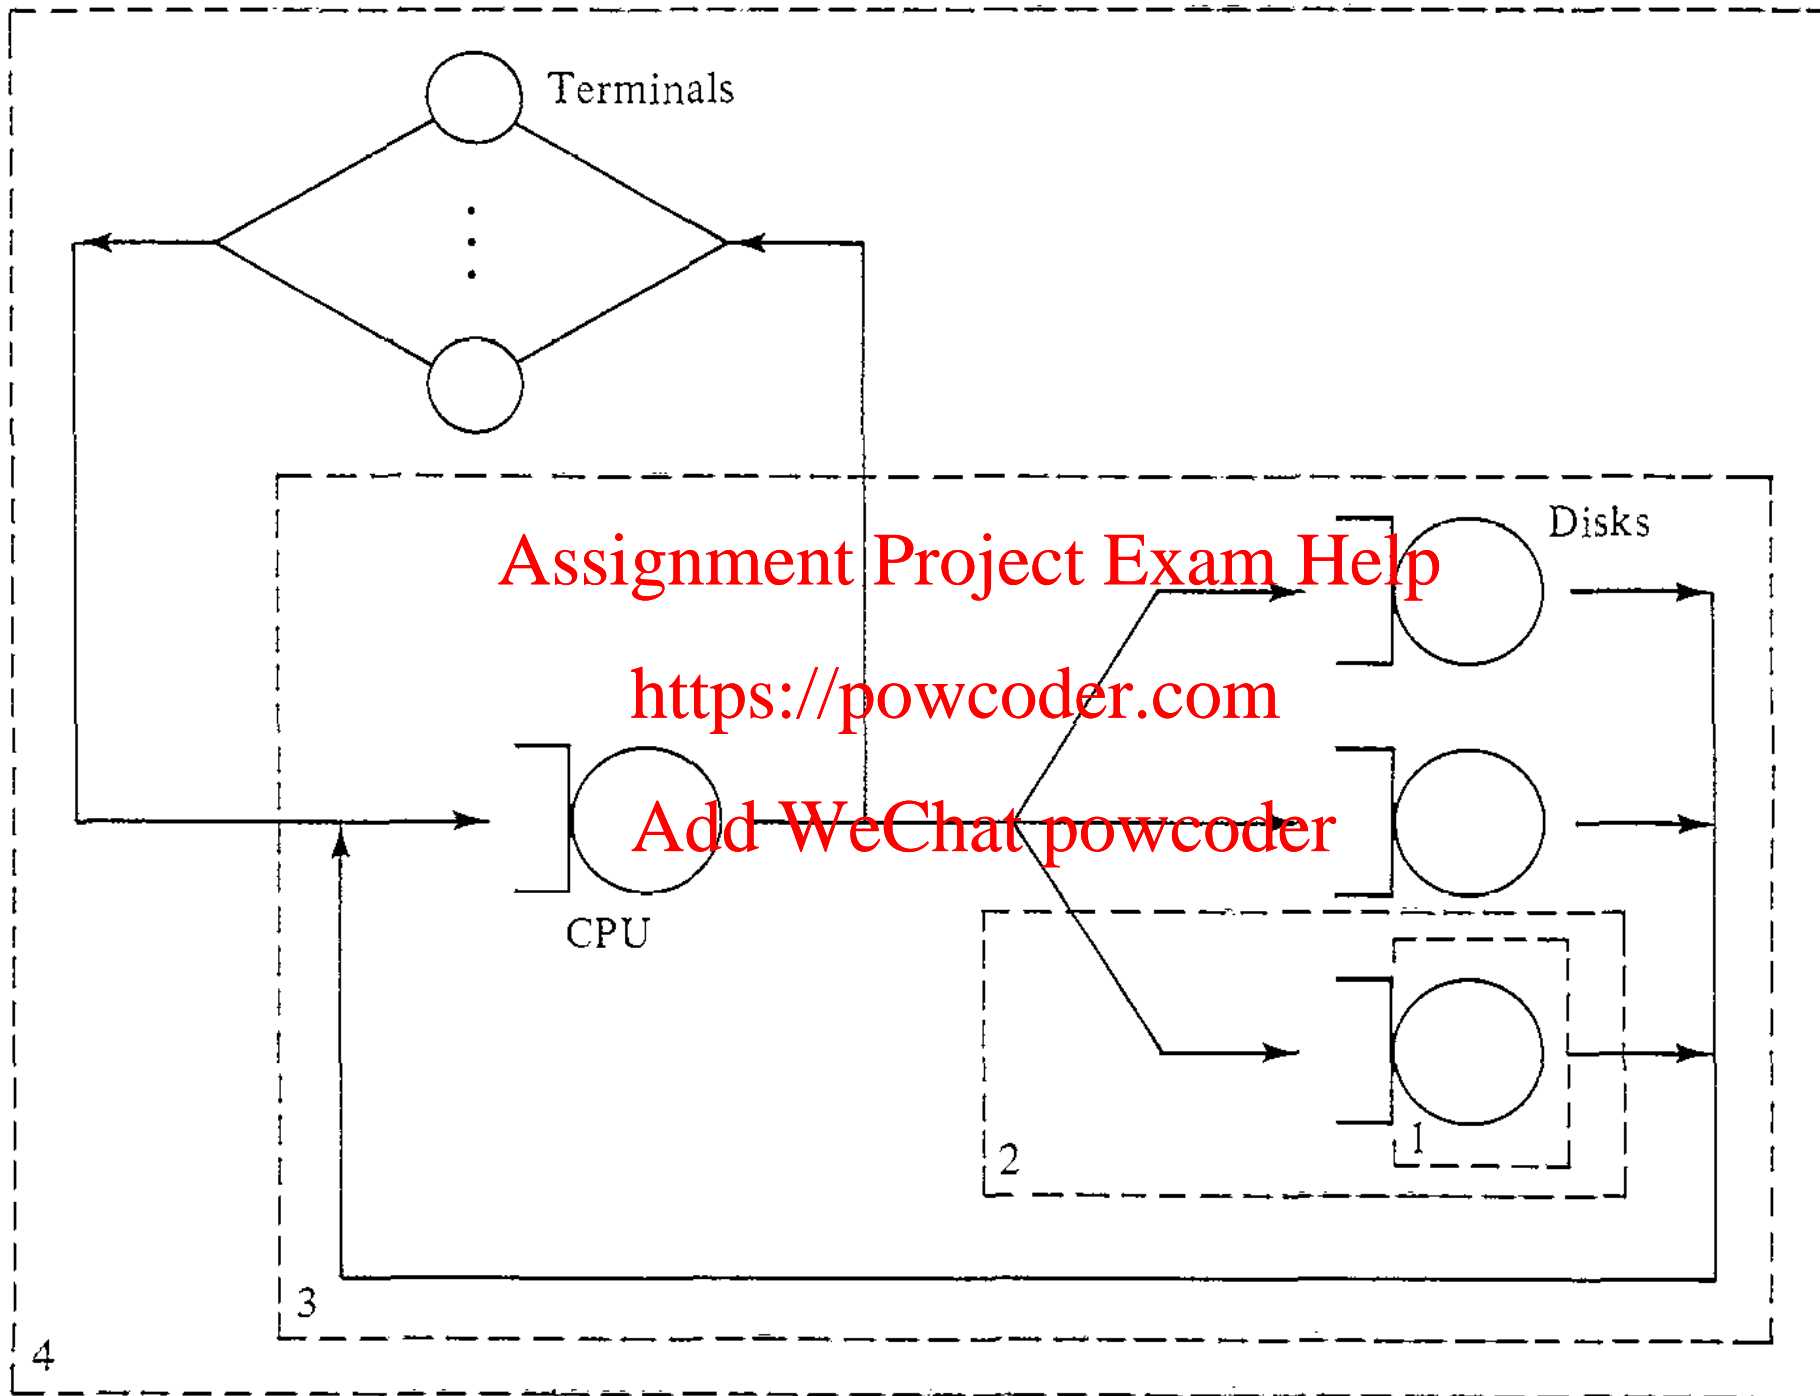 Terminals
Disks
Assignment Project Exam Help
https://powcoder.com
Add WeChat powcoder
CPU
1
2
3
4